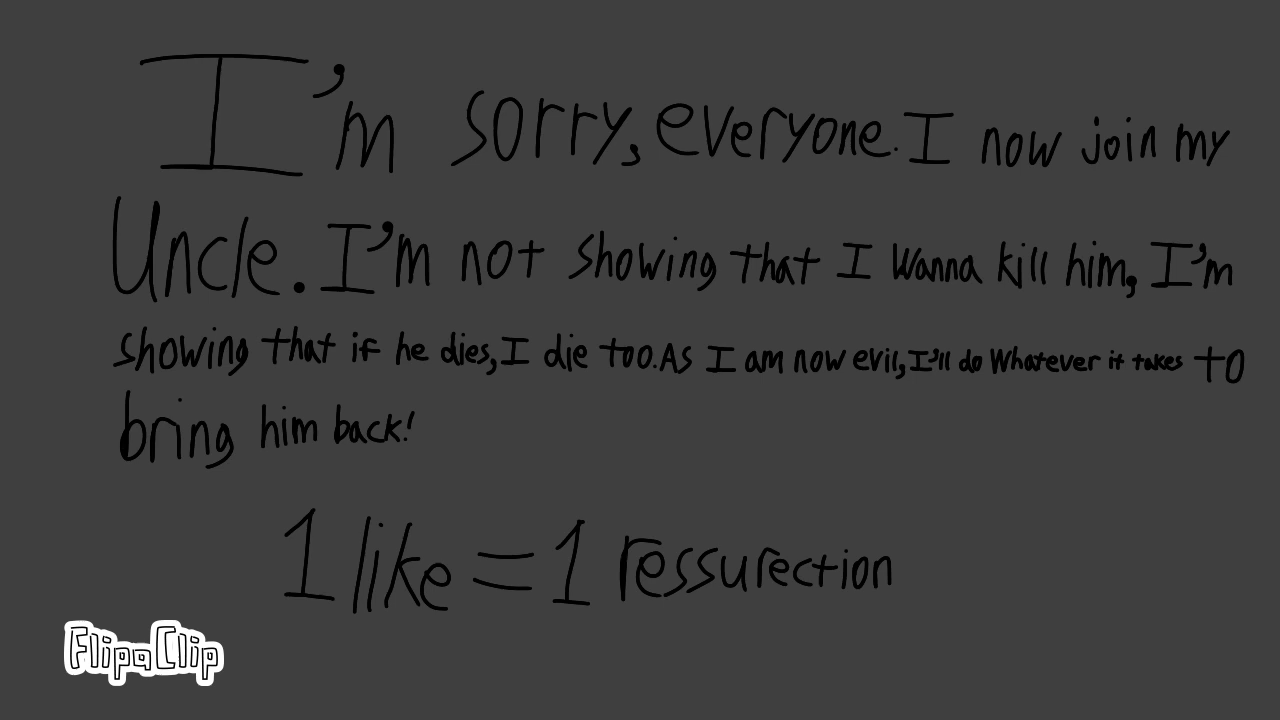 I'm sorry, everyone. I now join my
Uncle. I'm not showing that I wanna kill him, I'm
showing that if he dies, I die too. As I am now evil, I'll do whatever it takes to
bring him back!
1 like = 1 ressurection
FlipaClip